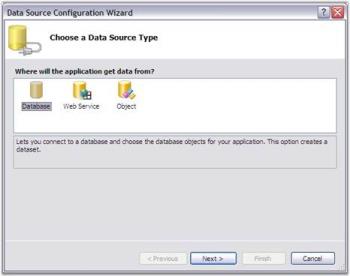 Data Source Configuration Wizard
Choose a Data Source Type
Where will the application get data from?
Database Web Service Object
Lets you connect to a database and choose the database objects for your application. This option creates a
dataset.
< Previous Next > Finish Cancel